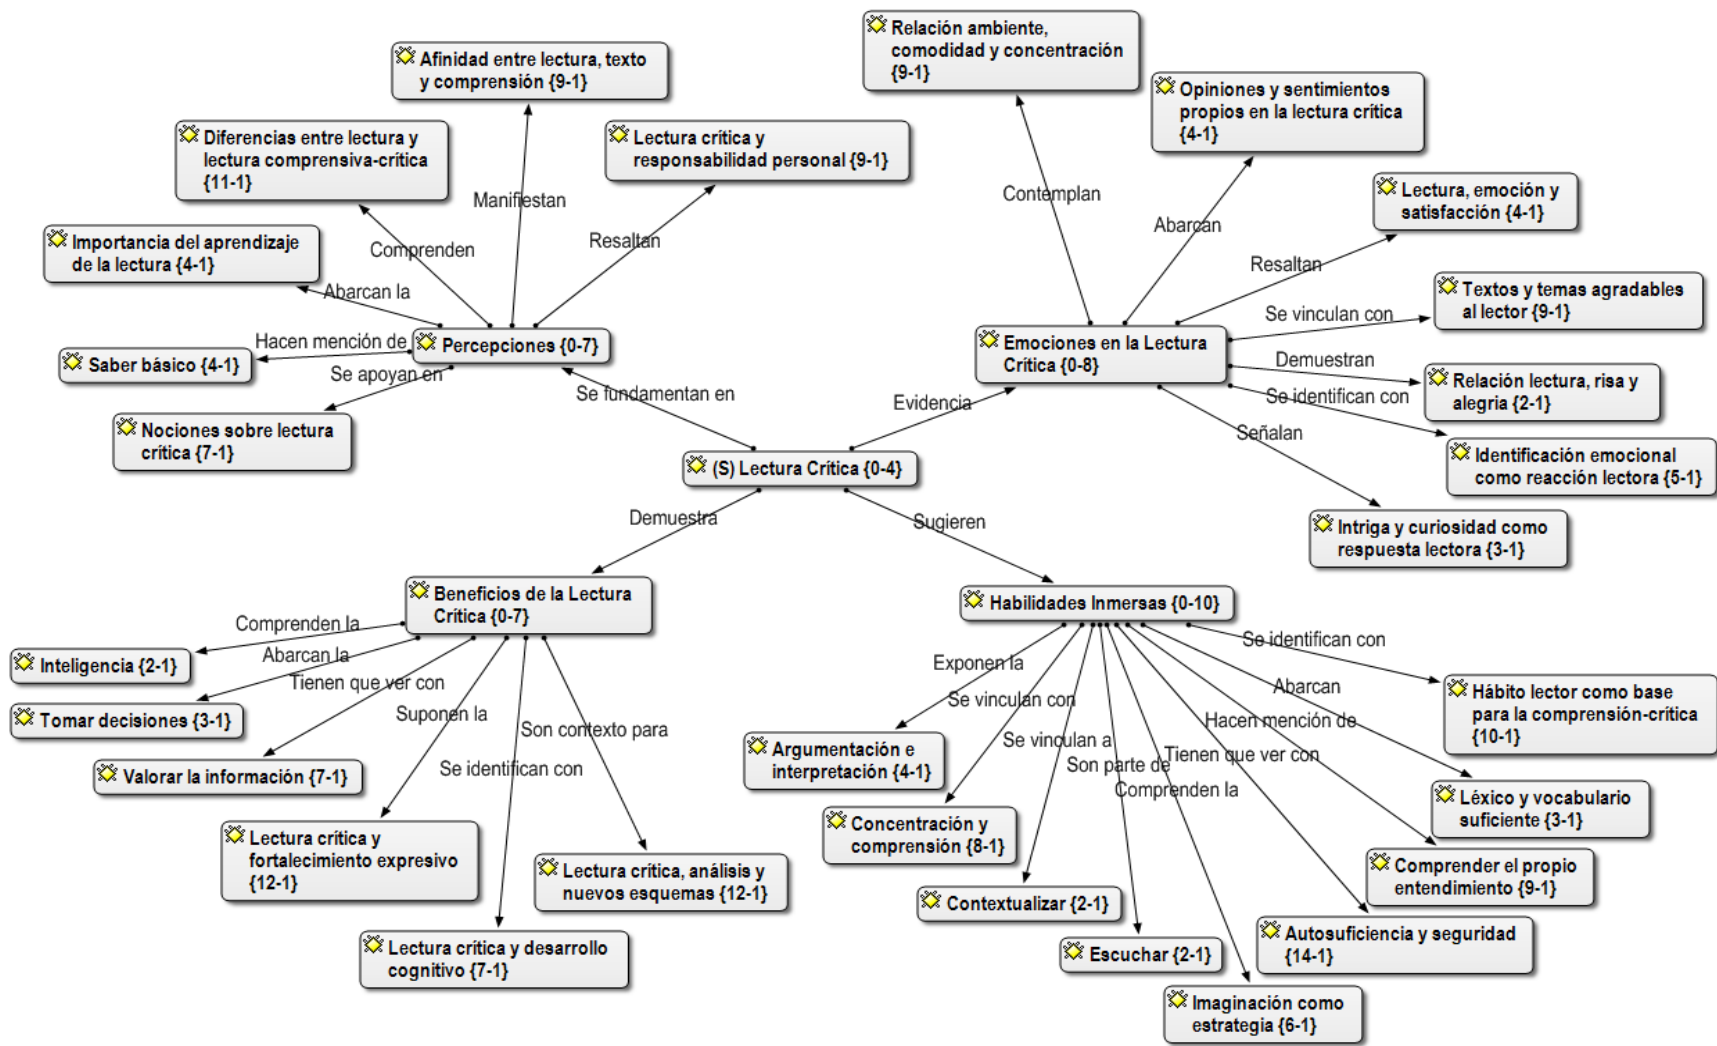 Relación ambiente,
comodidad y concentración
{9-1}
Afinidad entre lectura, texto
y comprensión {9-1}
Opiniones y sentimientos
propios en la lectura crítica
{4-1}
Diferencias entre lectura y
lectura comprensiva-crítica
{11-1}
Lectura crítica y
responsabilidad personal {9-1}
Lectura, emoción y
satisfacción {4-1}
Manifiestan
Contemplan
Abarcan
Comprenden
Resaltan
Resaltan
Importancia del aprendizaje
de la lectura {4-1}
Abarcan la
Textos y temas agradables
al lector {9-1}
Se vinculan con
Hacen mención de
Percepciones {0-7}
Emociones en la Lectura
Crítica {0-8}
Demuestran
Saber básico {4-1}
Se apoyan en
Relación lectura, risa y
alegria {2-1}
Se fundamentan en
Evidencia
Se identifican con
Señalan
Nociones sobre lectura
crítica {7-1}
Identificación emocional
como reacción lectora {5-1}
(S) Lectura Crítica {0-4}
Demuestra
Sugieren
Intriga y curiosidad como
respuesta lectora {3-1}
Beneficios de la Lectura
Crítica {0-7}
Habilidades Inmersas {0-10}
Comprenden la
Abarcan la
Tienen que ver con
Suponen la
Son contexto para
Se identifican con
Inteligencia {2-1}
Tomar decisiones {3-1}
Valorar la información {7-1}
Lectura crítica y
fortalecimiento expresivo
{12-1}
Lectura crítica, análisis y
nuevos esquemas {12-1}
Lectura crítica y desarrollo
cognitivo {7-1}
Exponen la
Se vinculan con
Se vinculan a
Son parte de
Comprenden la
Tienen que ver con
Hacen mención de
Abarcan
Se identifican con
Argumentación e
interpretación {4-1}
Concentración y
comprensión {8-1}
Contextualizar {2-1}
Escuchar {2-1}
Imaginación como
estrategia {6-1}
Autosuficiencia y seguridad
{14-1}
Comprender el propio
entendimiento {9-1}
Léxico y vocabulario
suficiente {3-1}
Hábito lector como base
para la comprensión-crítica
{10-1}